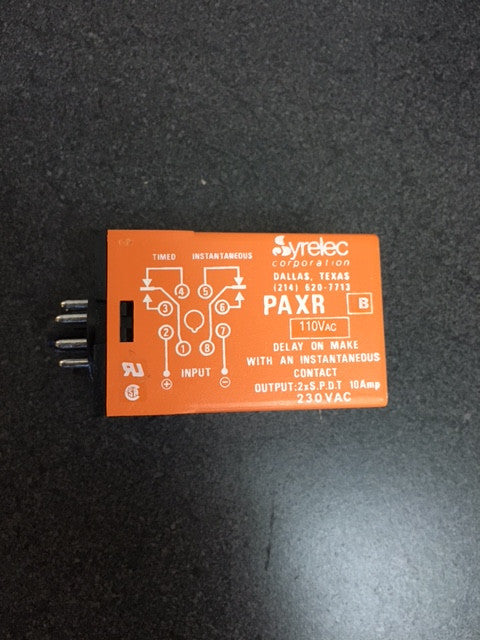 TIMED INSTANTANEOUS
4 5
3 6
2 7
1 8
+ INPUT −
Syrelec
corporation
DALLAS, TEXAS
(214) 620-7713
PAXR B
110VAC
DELAY ON MAKE
WITH AN INSTANTANEOUS
CONTACT
OUTPUT:2xS.P.D.T 10Amp
230VAC